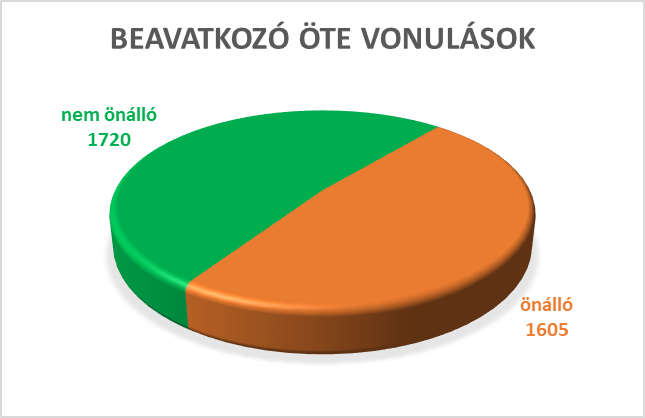 BEAVATKOZÓ ÖTE VONULÁSOK
nem önálló
1720
önálló
1605